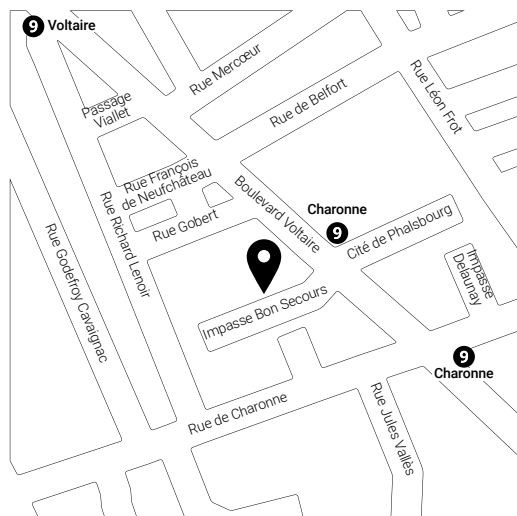 9 Voltaire
Rue Mercœur
Rue Léon Frot
Passage
Viallet
Rue de Belfort
Rue François
de Neufchâteau
Boulevard Voltaire
Rue Richard Lenoir
Charonne
9
Rue Gobert
Cité de Phalsbourg
Rue Godefroy Cavaignac
Impasse
Delaunay
Impasse Bon Secours
9
Charonne
Rue de Charonne
Rue Jules Vallès